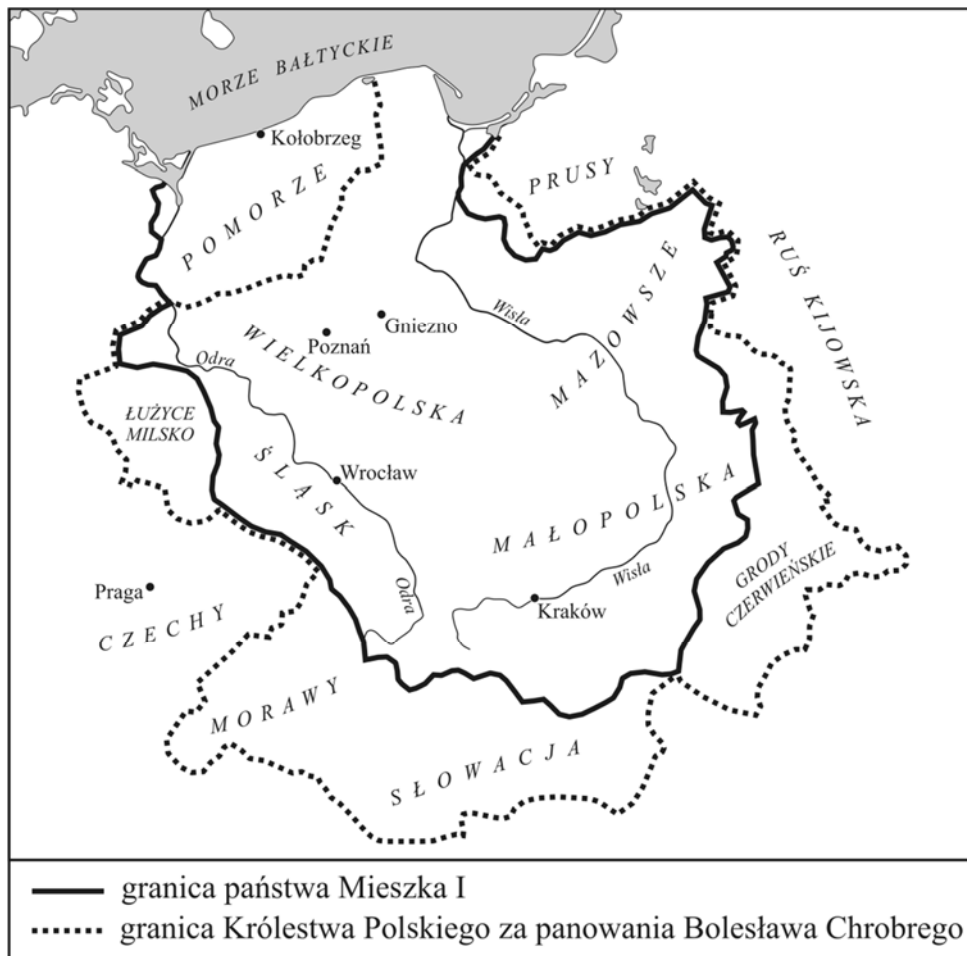 MORZE BAŁTYCKIE
Kołobrzeg
POMORZE
PRUSY
RUŚ KIJOWSKA
Wisła
MAZOWSZE
Gniezno
Poznań
WIELKOPOLSKA
Odra
ŁUŻYCE
MILSKO
ŚLĄSK
Wrocław
MAŁOPOLSKA
Wisła
Kraków
GRODY
CZERWIEŃSKIE
Odra
Praga
CZECHY
MORAWY
SŁOWACJA
granica państwa Mieszka I
granica Królestwa Polskiego za panowania Bolesława Chrobrego